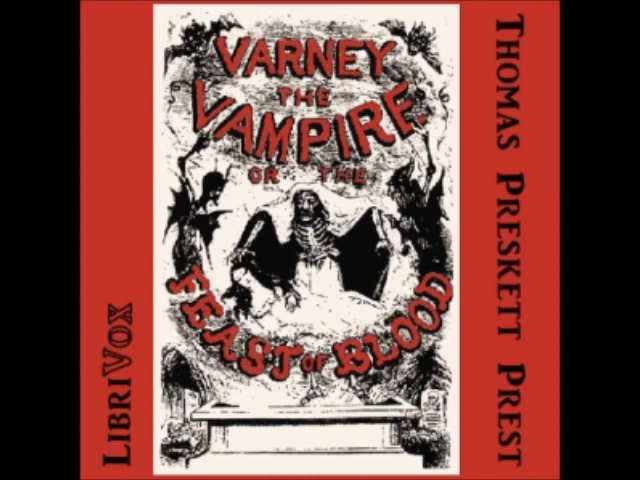 VARNEY
THE
VAMPIRE.
OR THE
FEAST OF BLOOD
LIBRIVOX
THOMAS PRESKETT PREST